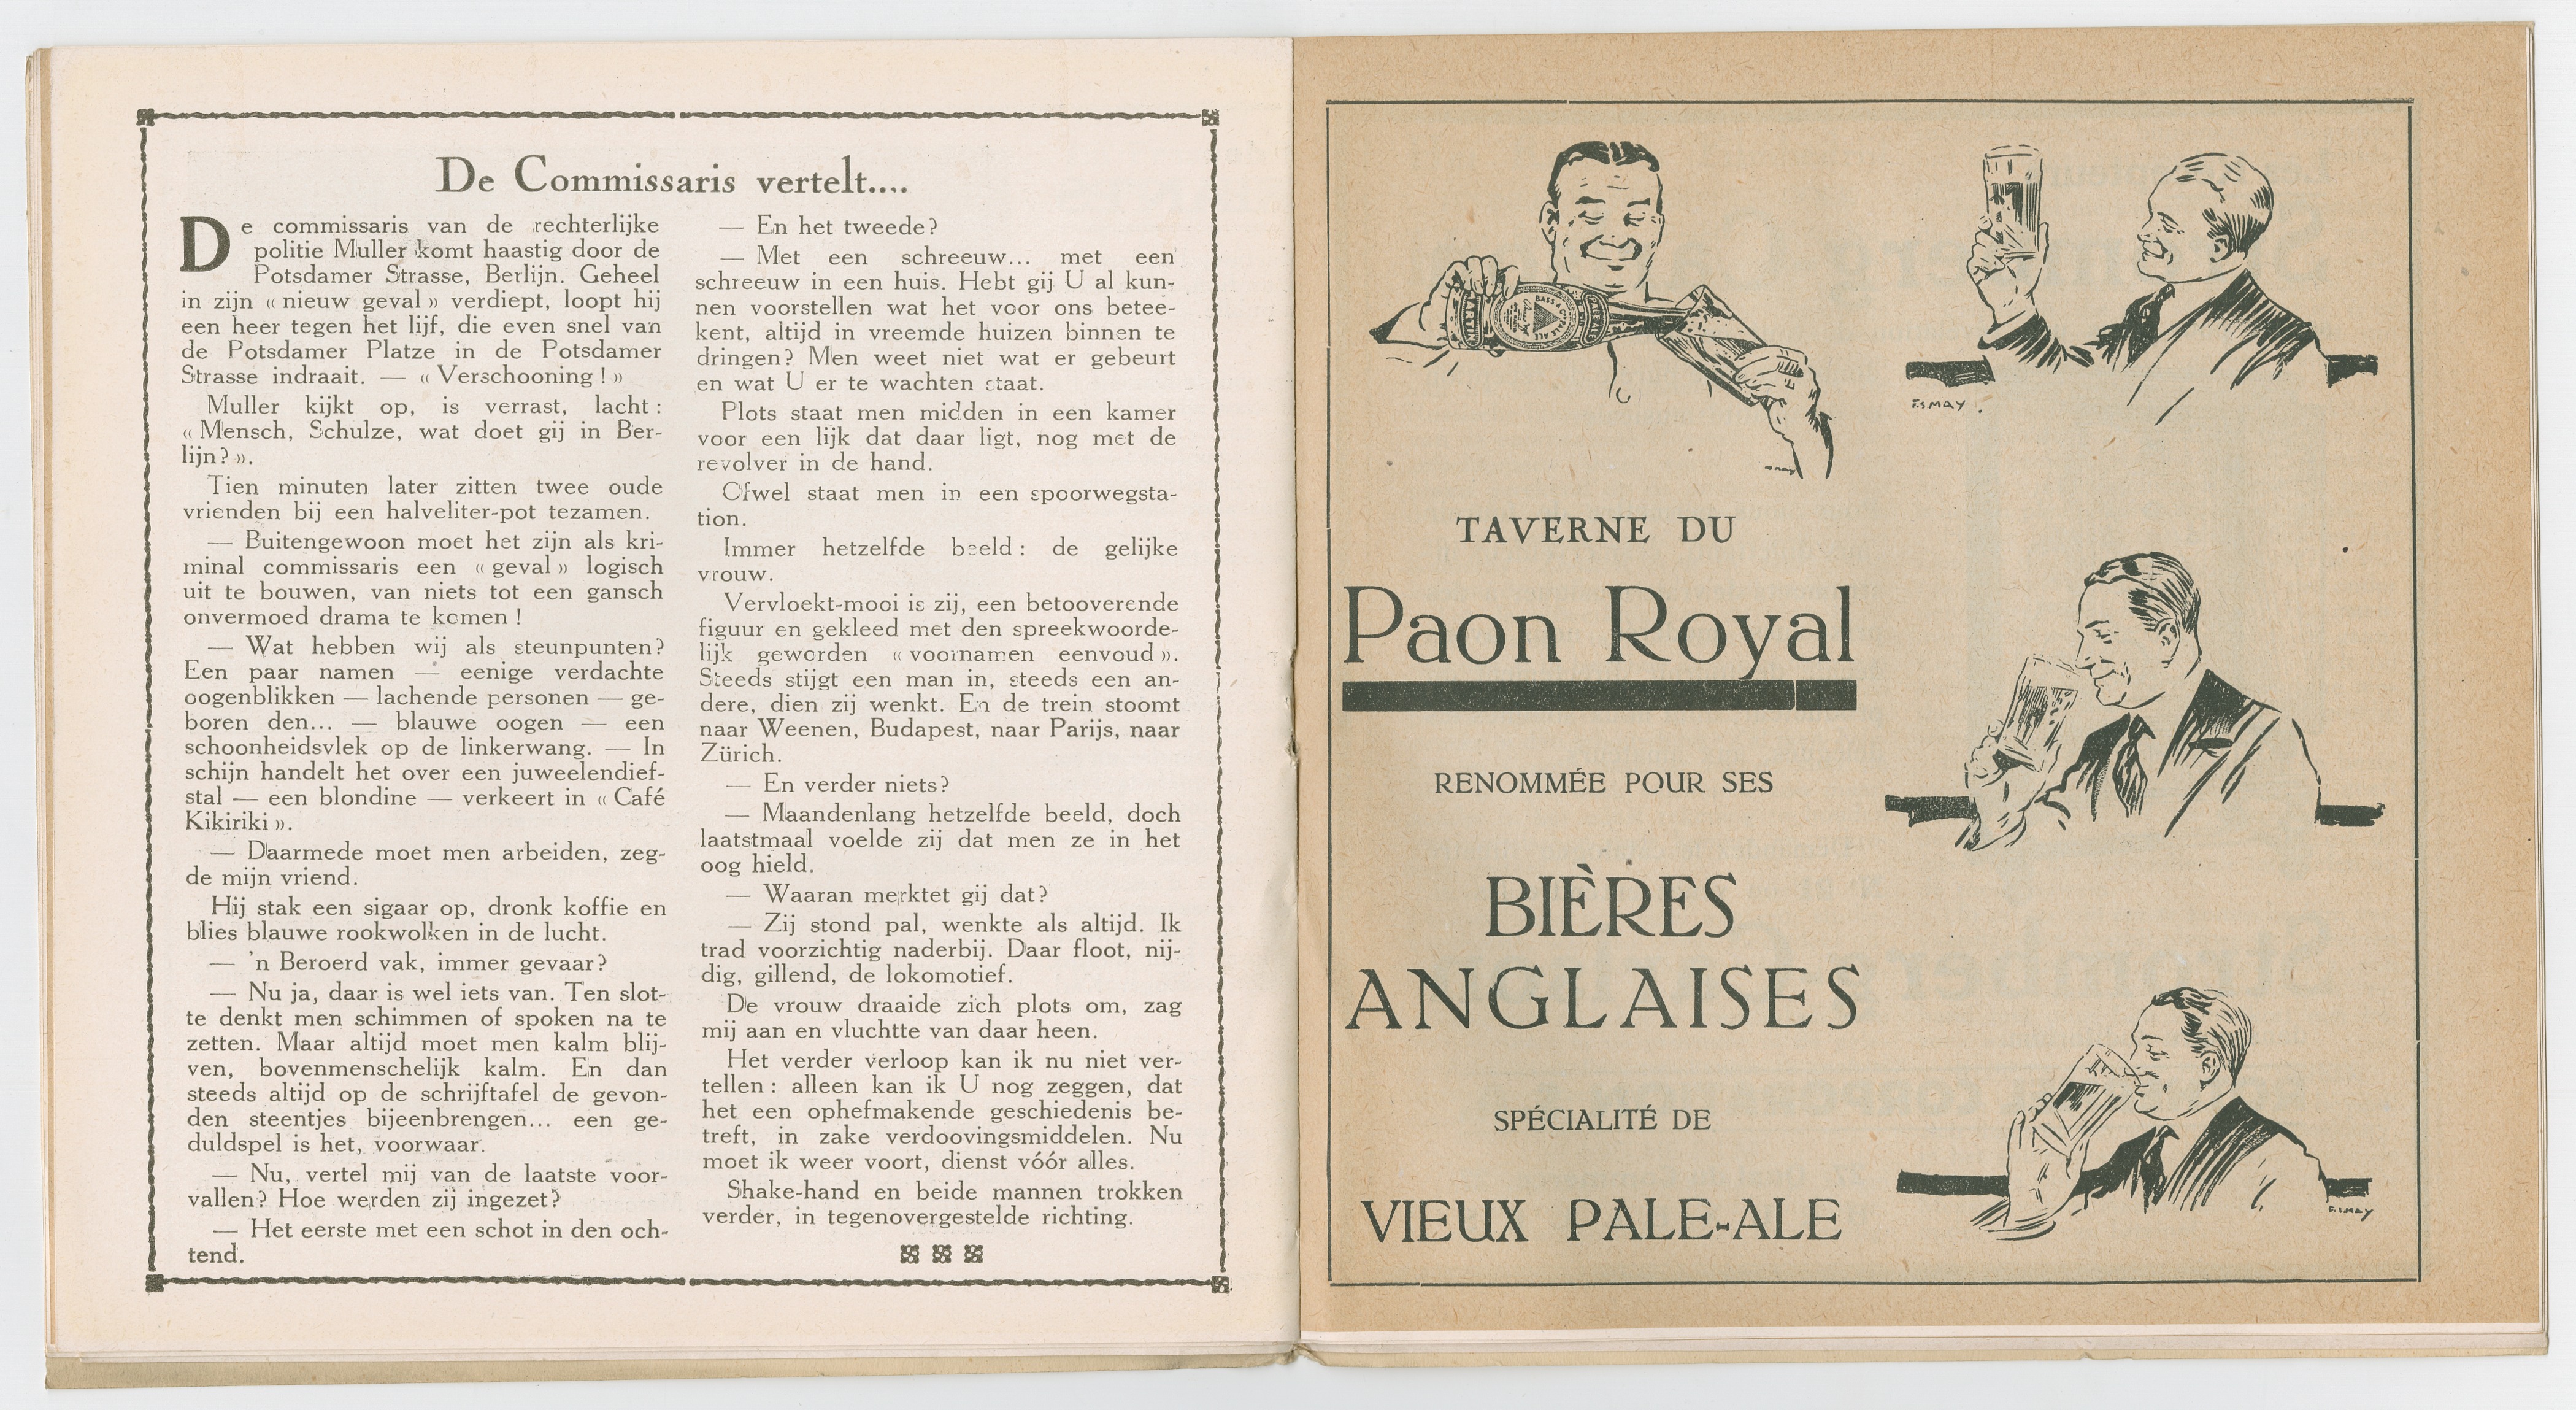 De Commissaris vertelt....
De commissaris van de rechterlijke
politie Muller komt haastig door de
Potsdamer Strasse, Berlijn. Geheel
in zijn « nieuw geval » verdiept, loopt hij
een heer tegen het lijf, die even snel van
de Potsdamer Platze in de Potsdamer
Strasse indraait. — « Verschooning ! »
Muller kijkt op, is verrast, lacht :
« Mensch, Schulze, wat doet gij in Ber-
lijn? ».
Tien minuten later zitten twee oude
vrienden bij een halveliter-pot tezamen.
— Buitengewoon moet het zijn als kri-
minal commissaris een « geval » logisch
uit te bouwen, van niets tot een gansch
onvermoed drama te komen !
— Wat hebben wij als steunpunten?
Een paar namen — eenige verdachte
oogenblikken — lachende personen — ge-
boren den... — blauwe oogen — een
schoonheidsvlek op de linkerwang. — In
schijn handelt het over een juweelendief-
stal — een blondine — verkeert in « Café
Kikiriki ».
— Daarmede moet men arbeiden, zeg-
de mijn vriend.
Hij stak een sigaar op, dronk koffie en
blies blauwe rookwolken in de lucht.
— 'n Beroerd vak, immer gevaar?
— Nu ja, daar is wel iets van. Ten slot-
te denkt men schimmen of spoken na te
zetten. Maar altijd moet men kalm blij-
ven, bovenmenschelijk kalm. En dan
steeds altijd op de schrijftafel de gevon-
den steentjes bijeenbrengen... een ge-
duldspel is het, voorwaar.
— Nu, vertel mij van de laatste voor-
vallen? Hoe werden zij ingezet?
— Het eerste met een schot in den och-
tend.
— En het tweede?
— Met een schreeuw... met een
schreeuw in een huis. Hebt gij U al kun-
nen voorstellen wat het voor ons betee-
kent, altijd in vreemde huizen binnen te
dringen? Men weet niet wat er gebeurt
en wat U er te wachten staat.
Plots staat men midden in een kamer
voor een lijk dat daar ligt, nog met de
revolver in de hand.
Ofwel staat men in een spoorwegsta-
tion.
Immer hetzelfde beeld : de gelijke
vrouw.
Vervloekt-mooi is zij, een betooverende
figuur en gekleed met den spreekwoorde-
lijk geworden « voornamen eenvoud ».
Steeds stijgt een man in, steeds een an-
dere, dien zij wenkt. En de trein stoomt
naar Weenen, Budapest, naar Parijs, naar
Zürich.
— En verder niets?
— Maandenlang hetzelfde beeld, doch
laatstmaal voelde zij dat men ze in het
oog hield.
— Waaran merktet gij dat?
— Zij stond pal, wenkte als altijd. Ik
trad voorzichtig naderbij. Daar floot, nij-
dig, gillend, de lokomotief.
De vrouw draaide zich plots om, zag
mij aan en vluchtte van daar heen.
Het verder verloop kan ik nu niet ver-
tellen : alleen kan ik U nog zeggen, dat
het een ophefmakende geschiedenis be-
treft, in zake verdoovingsmiddelen. Nu
moet ik weer voort, dienst vóór alles.
Shake-hand en beide mannen trokken
verder, in tegenovergestelde richting.
BASS & CO
PALE ALE
F.S.MAY.
TAVERNE DU
Paon Royal
RENOMMÉE POUR SES
BIÈRES
ANGLAISES
SPÉCIALITÉ DE
VIEUX PALE-ALE
F.S.MAY